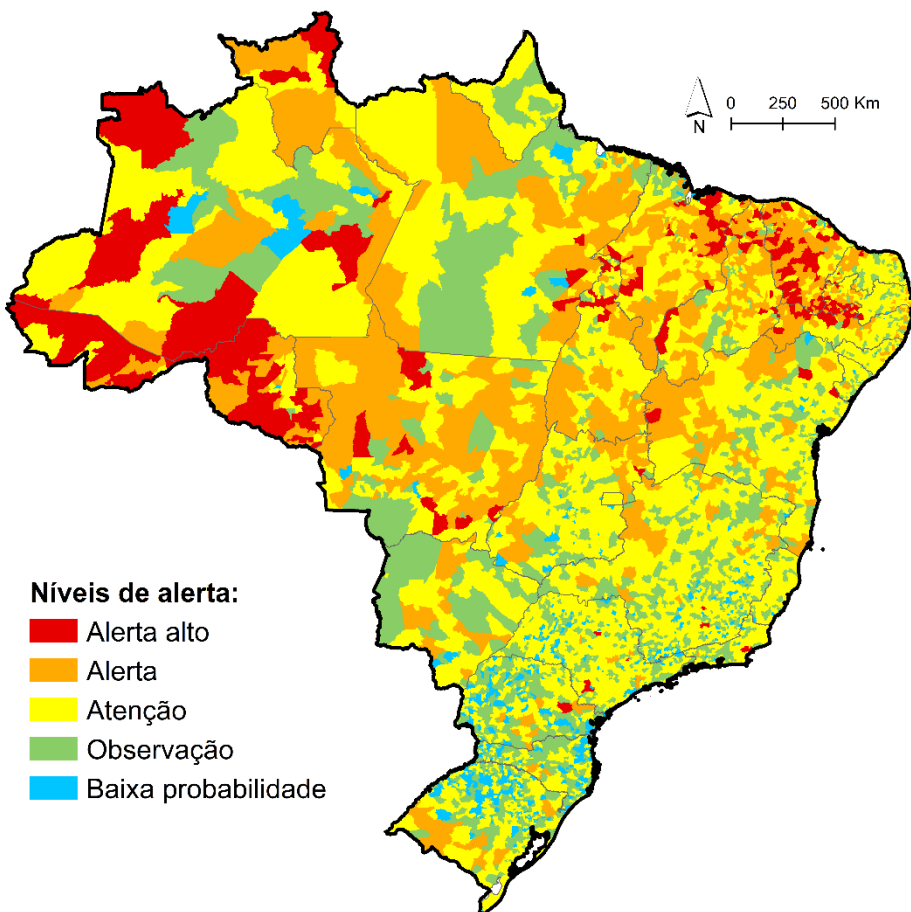 N
0 250 500 Km
Níveis de alerta:
Alerta alto
Alerta
Atenção
Observação
Baixa probabilidade